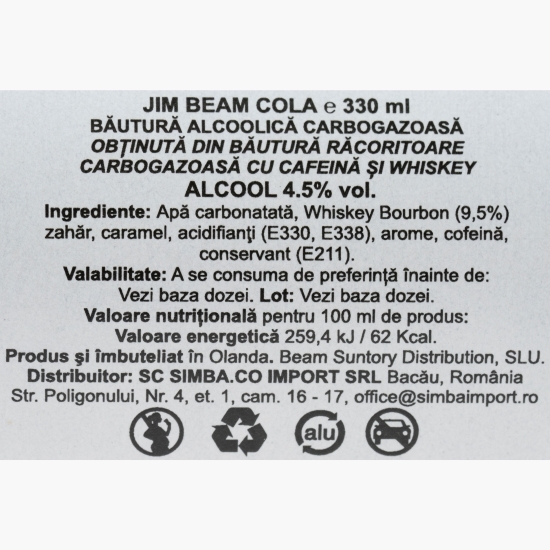 JIM BEAM COLA ℮ 330 ml
BĂUTURĂ ALCOOLICĂ CARBOGAZOASĂ
OBȚINUTĂ DIN BĂUTURĂ RĂCORITOARE
CARBOGAZOASĂ CU CAFEINĂ ȘI WHISKEY
ALCOOL 4.5% vol.
Ingrediente: Apă carbonatată, Whiskey Bourbon (9,5%)
zahăr, caramel, acidifianţi (E330, E338), arome, cofeină,
conservant (E211).
Valabilitate: A se consuma de preferință înainte de:
Vezi baza dozei. Lot: Vezi baza dozei.
Valoare nutrițională pentru 100 ml de produs:
Valoare energetică 259,4 kJ / 62 Kcal.
Produs şi îmbuteliat în Olanda. Beam Suntory Distribution, SLU.
Distribuitor: SC SIMBA.CO IMPORT SRL Bacău, România
Str. Poligonului, Nr. 4, et. 1, cam. 16 - 17, office@simbaimport.ro
alu